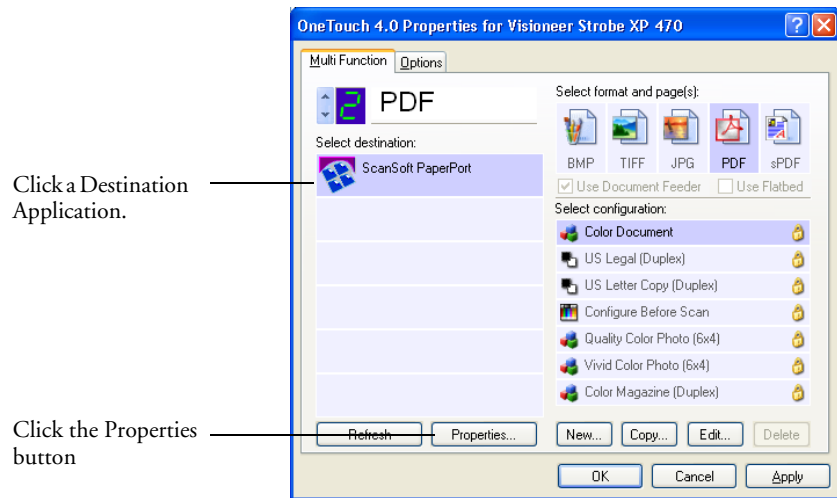 OneTouch 4.0 Properties for Visioneer Strobe XP 470
Multi Function
Options
2
PDF
Select destination:
ScanSoft PaperPort
Select format and page(s):
BMP TIFF JPG PDF sPDF
Use Document Feeder
Use Flatbed
Select configuration:
Color Document
US Legal (Duplex)
US Letter Copy (Duplex)
Configure Before Scan
Quality Color Photo (6x4)
Vivid Color Photo (6x4)
Color Magazine (Duplex)
Refresh
Properties...
New...
Copy...
Edit...
Delete
OK
Cancel
Apply
Click a Destination
Application.
Click the Properties
button